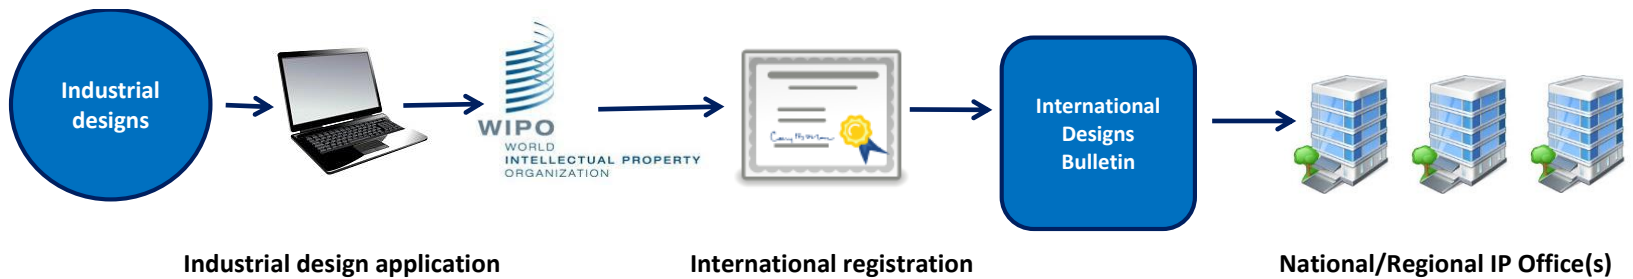 Industrial
designs
WIPO
WORLD
INTELLECTUAL PROPERTY
ORGANIZATION
International
Designs
Bulletin
Industrial design application
International registration
National/Regional IP Office(s)